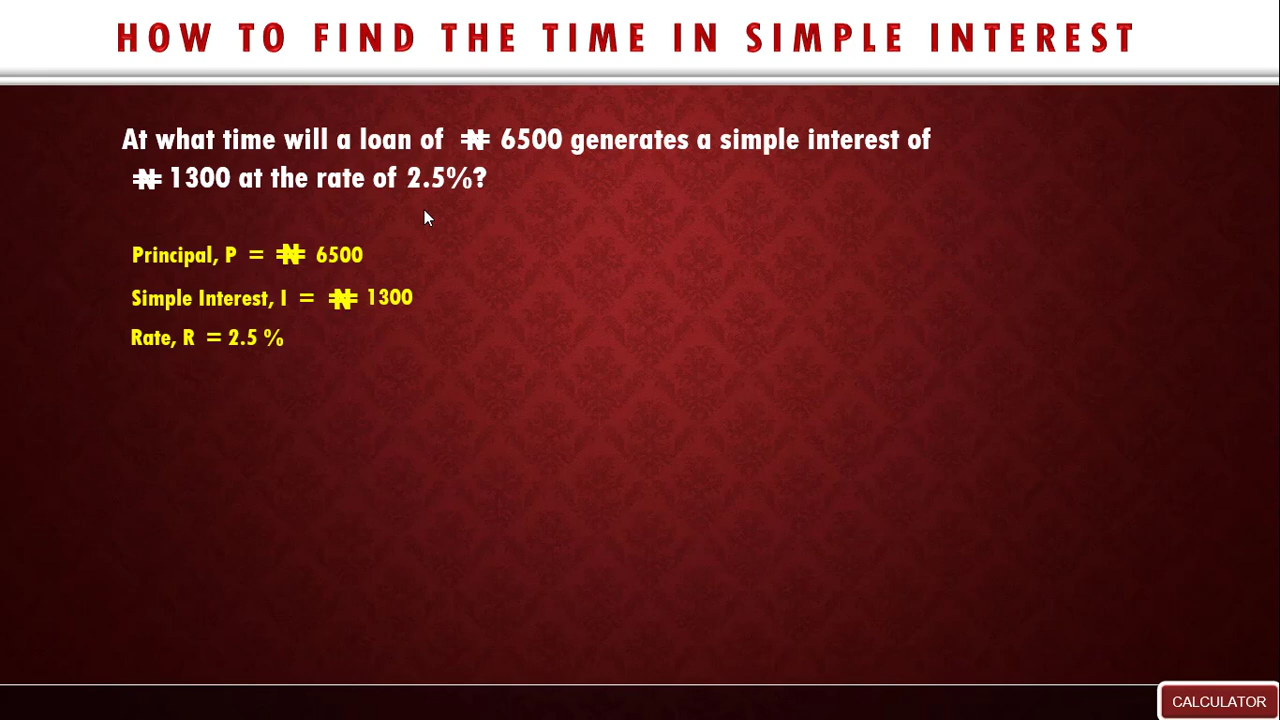 HOW TO FIND THE TIME IN SIMPLE INTEREST
At what time will a loan of ₦ 6500 generates a simple interest of
₦ 1300 at the rate of 2.5%?
Principal, P = ₦ 6500
Simple Interest, I = ₦ 1300
Rate, R = 2.5 %
CALCULATOR